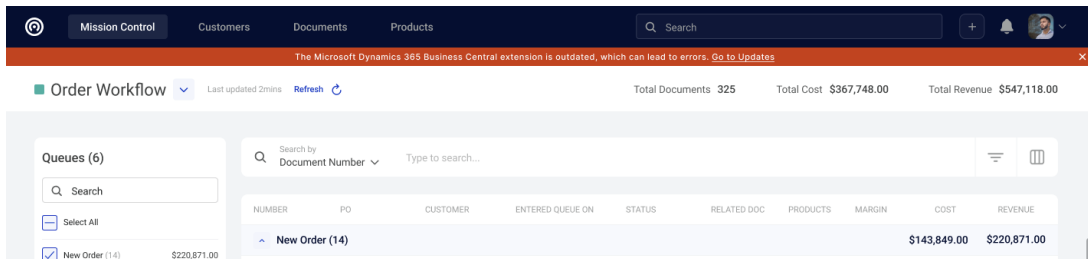 Mission Control Customers Documents Products Search
The Microsoft Dynamics 365 Business Central extension is outdated, which can lead to errors. Go to Updates
Order Workflow Last updated 2mins Refresh Total Documents 325 Total Cost $367,748.00 Total Revenue $547,118.00
Queues (6)
Search
Select All
New Order (14) $220,871.00
Search by
Document Number Type to search...
NUMBER PO CUSTOMER ENTERED QUEUE ON STATUS RELATED DOC PRODUCTS MARGIN COST REVENUE
New Order (14) $143,849.00 $220,871.00